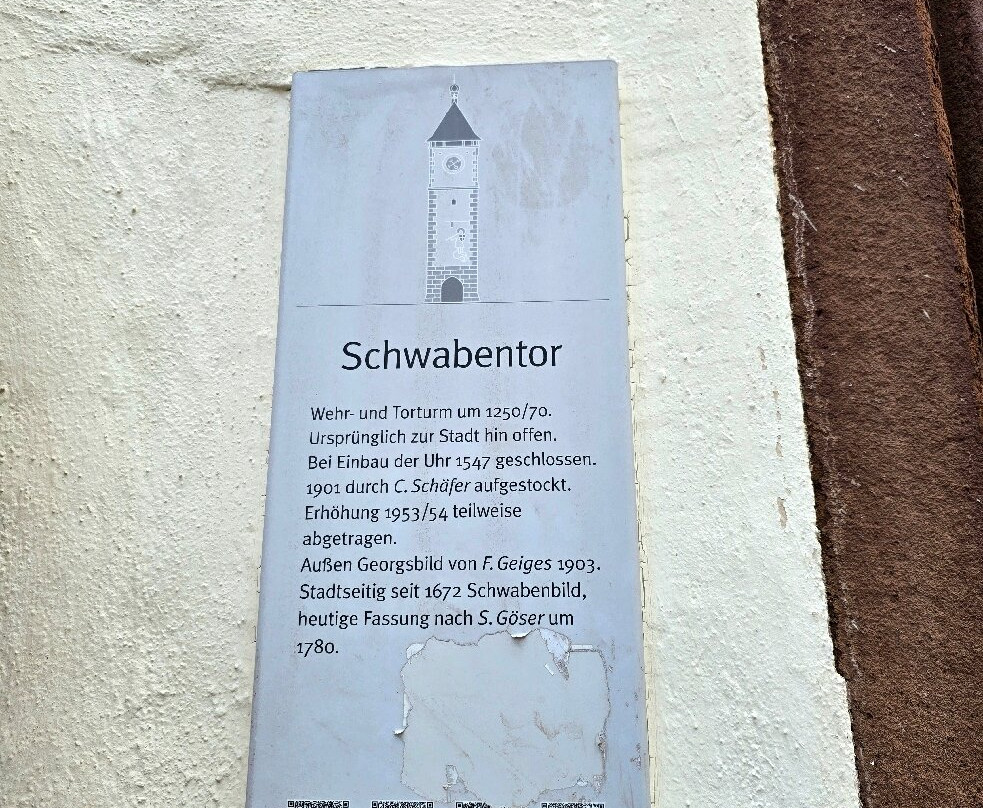 Schwabentor
Wehr- und Torturm um 1250/70.
Ursprünglich zur Stadt hin offen.
Bei Einbau der Uhr 1547 geschlossen.
1901 durch C. Schäfer aufgestockt.
Erhöhung 1953/54 teilweise
abgetragen.
Außen Georgsbild von F. Geiges 1903.
Stadtseitig seit 1672 Schwabenbild,
heutige Fassung nach S. Göser um
1780.